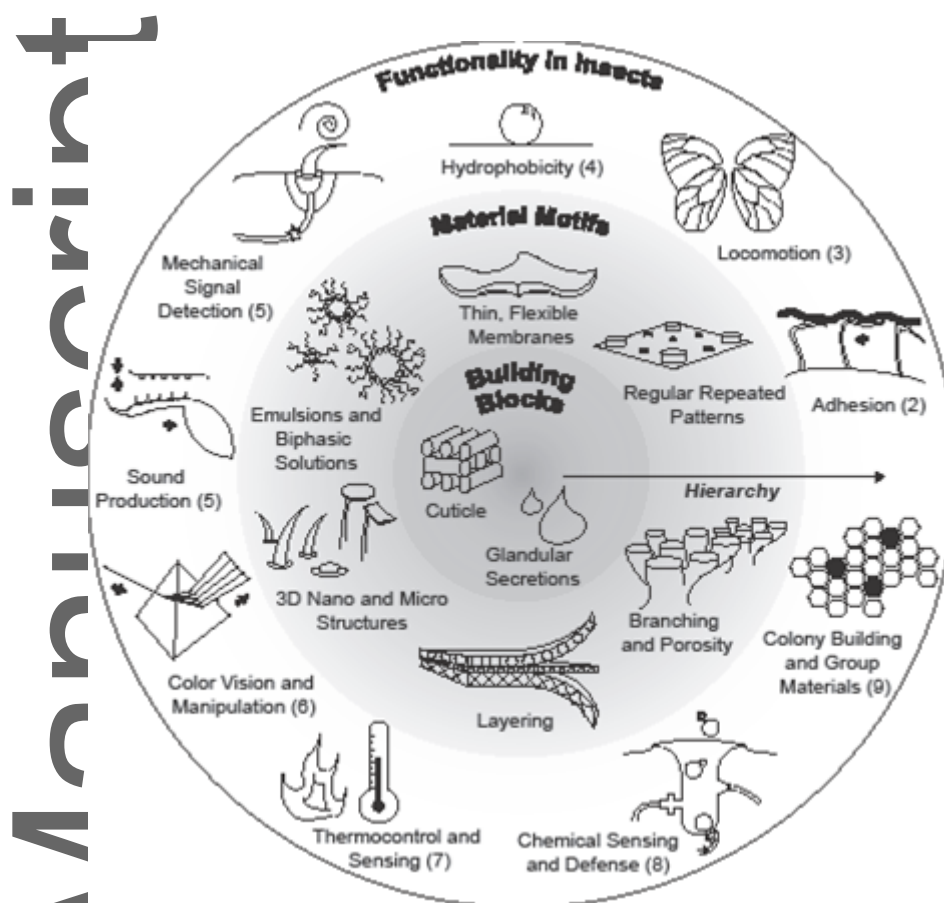 Manuscript
Functionality in Insects
Hydrophobicity (4)
Locomotion (3)
Mechanical
Signal
Detection (5)
Material Motifs
Thin, Flexible
Membranes
Regular Repeated
Patterns
Adhesion (2)
Emulsions and
Biphasic
Solutions
Building
Blocks
Sound
Production (5)
Cuticle
Hierarchy
Glandular
Secretions
3D Nano and Micro
Structures
Branching
and Porosity
Colony Building
and Group
Materials (9)
Color Vision and
Manipulation (6)
Layering
Thermocontrol and
Sensing (7)
Chemical Sensing
and Defense (8)